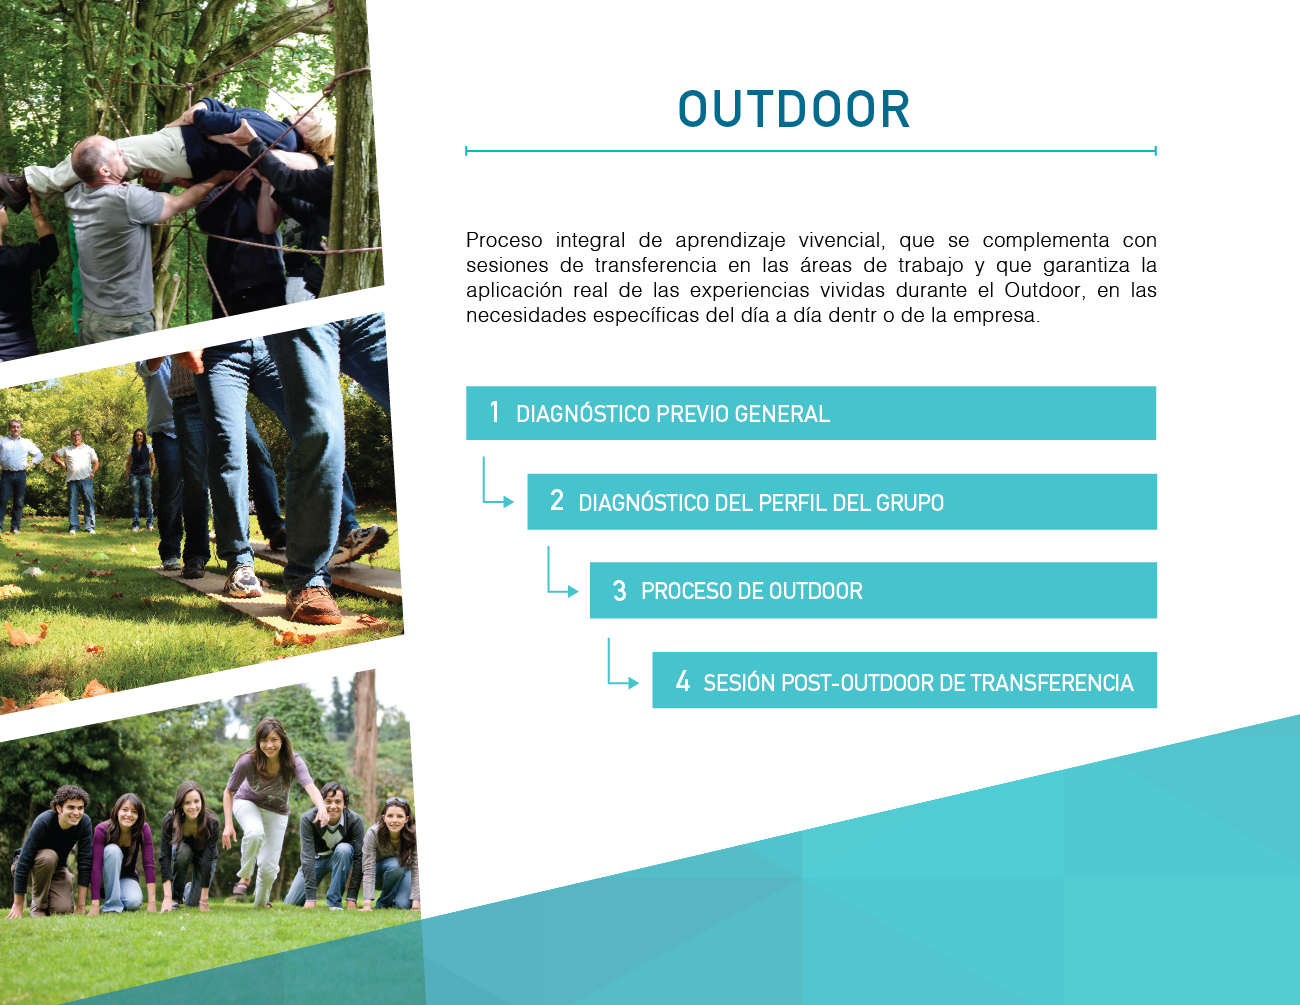 OUTDOOR
Proceso integral de aprendizaje vivencial, que se complementa con
sesiones de transferencia en las áreas de trabajo y que garantiza la
aplicación real de las experiencias vividas durante el Outdoor, en las
necesidades específicas del día a día dentr o de la empresa.
1 DIAGNÓSTICO PREVIO GENERAL
2 DIAGNÓSTICO DEL PERFIL DEL GRUPO
3 PROCESO DE OUTDOOR
4 SESIÓN POST-OUTDOOR DE TRANSFERENCIA